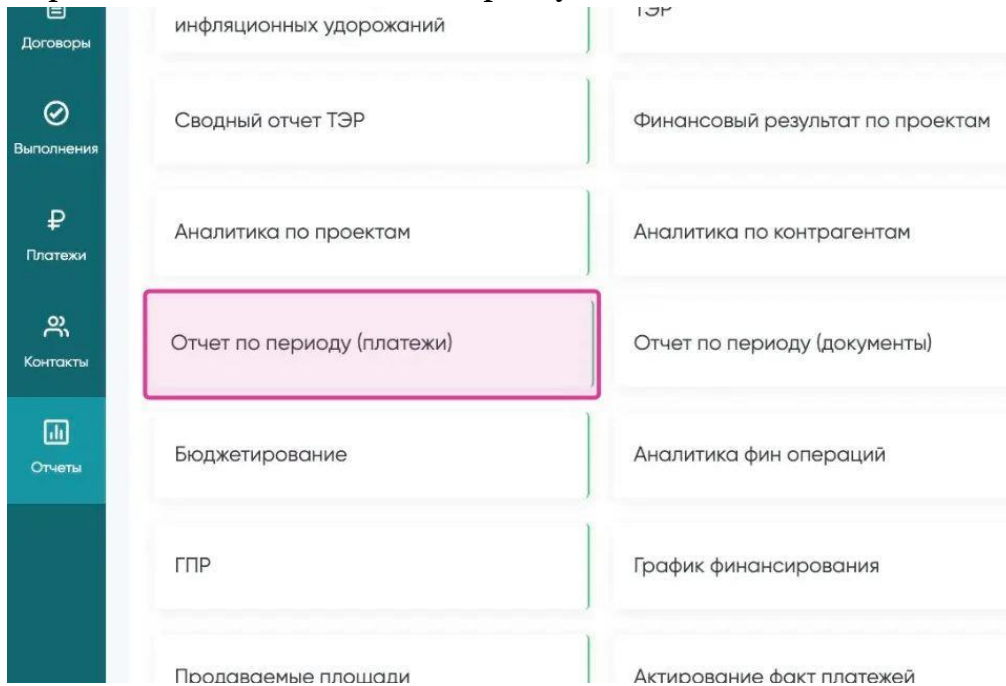 Договоры
Выполнения
₽
Платежи
Контакты
Отчеты
инфляционных удорожаний
ТЭР
Сводный отчет ТЭР
Финансовый результат по проектам
Аналитика по проектам
Аналитика по контрагентам
Отчет по периоду (платежи)
Отчет по периоду (документы)
Бюджетирование
Аналитика фин операций
ГПР
График финансирования
Продаваемые площади
Актирование факт платежей